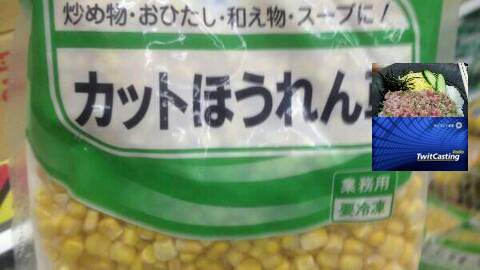 炒め物・おひたし・和え物・スープに！
カットほうれん
業務用
要冷凍
Radio
TwitCasting